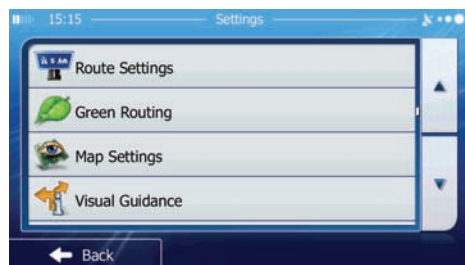 15:15 Settings
Route Settings
Green Routing
Map Settings
Visual Guidance
Back